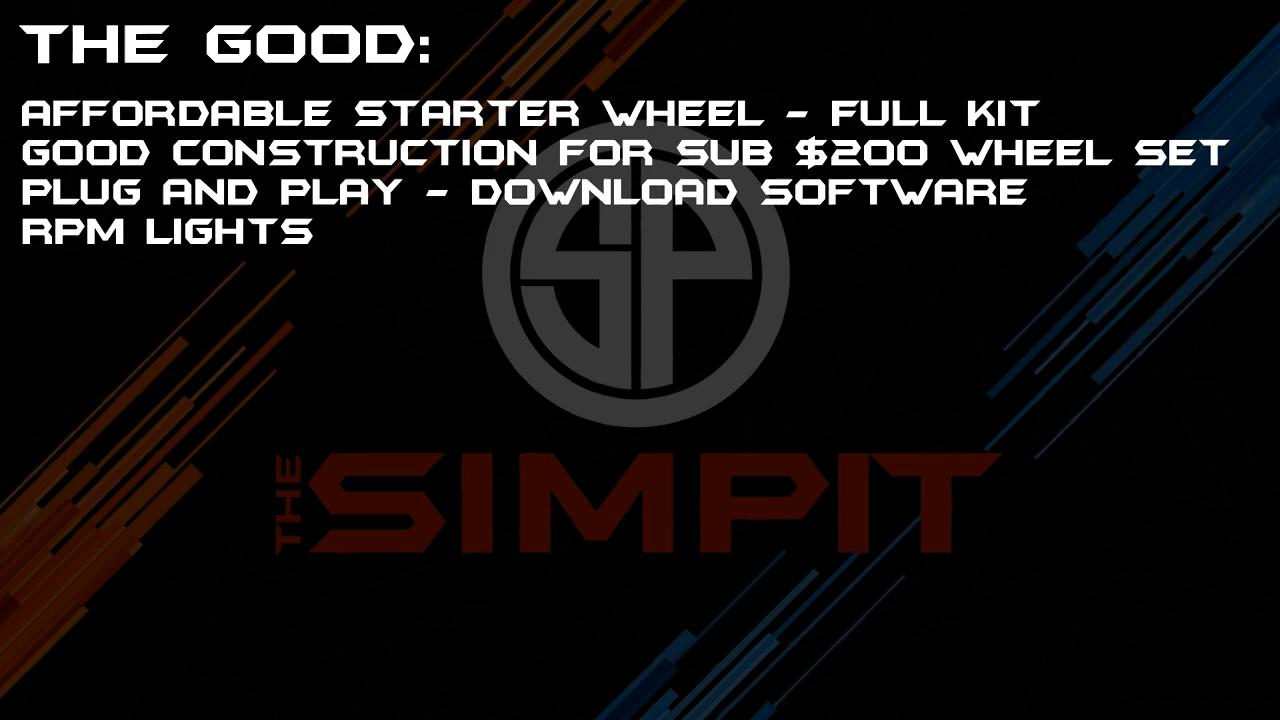 THE GOOD:
AFFORDABLE STARTER WHEEL - FULL KIT
GOOD CONSTRUCTION FOR SUB $200 WHEEL SET
PLUG AND PLAY - DOWNLOAD SOFTWARE
RPM LIGHTS
SP
THE SIMPIT